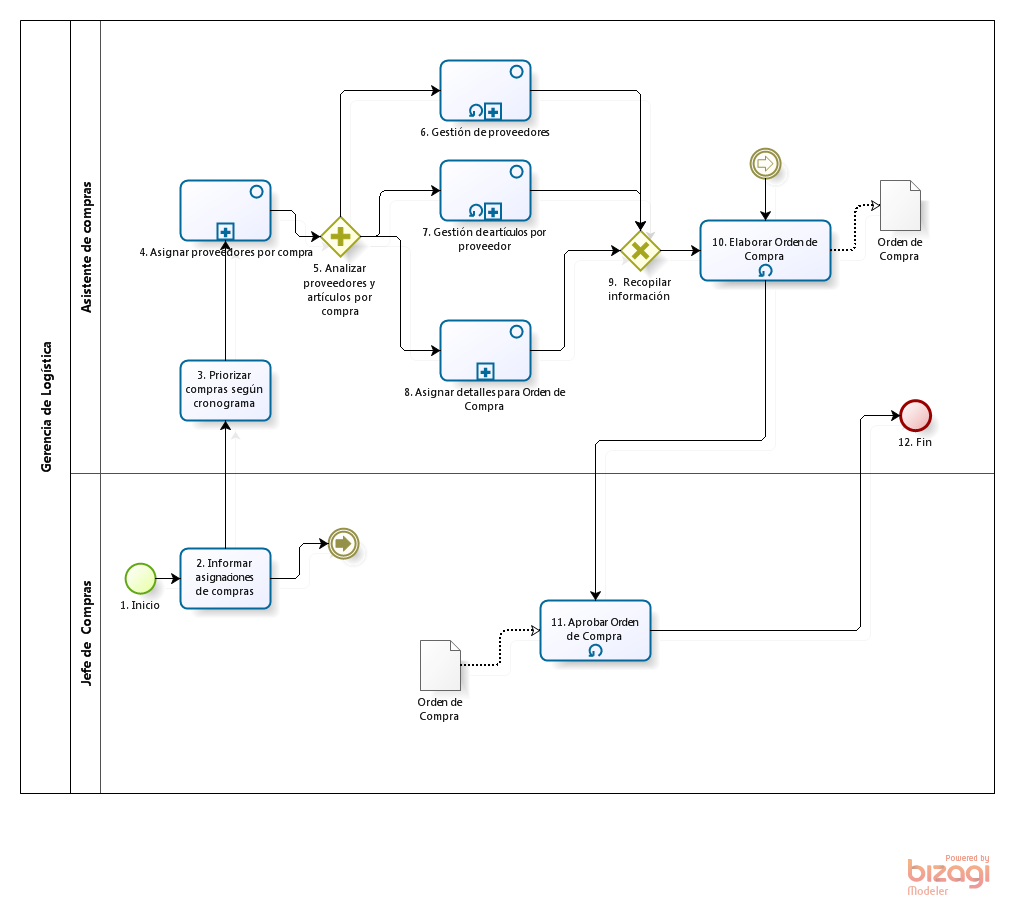 Gerencia de Logística
Asistente de compras
6. Gestión de proveedores
7. Gestión de artículos por
proveedor
4. Asignar proveedores por compra
5. Analizar
proveedores y
artículos por
compra
9. Recopilar
información
10. Elaborar Orden de
Compra
Orden de
Compra
3. Priorizar
compras según
cronograma
8. Asignar detalles para Orden de
Compra
12. Fin
Jefe de Compras
1. Inicio
2. Informar
asignaciones
de compras
11. Aprobar Orden
de Compra
Orden de
Compra
Powered by
bizagi
Modeler